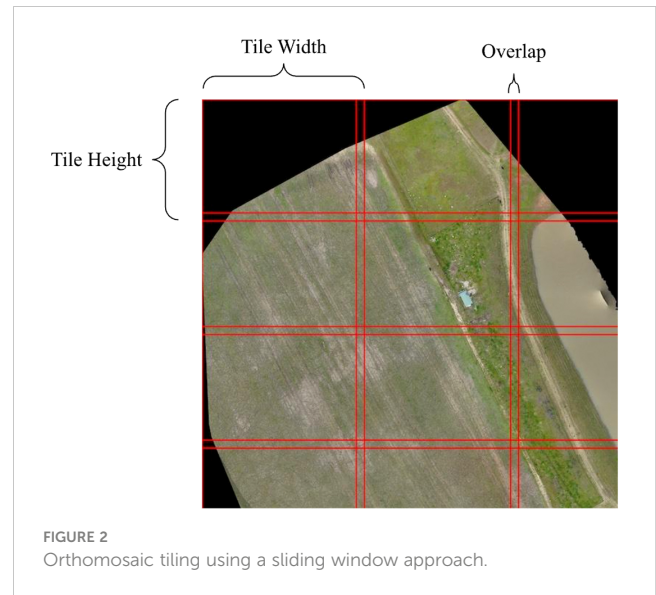 Tile Width
Overlap
Tile Height
FIGURE 2
Orthomosaic tiling using a sliding window approach.